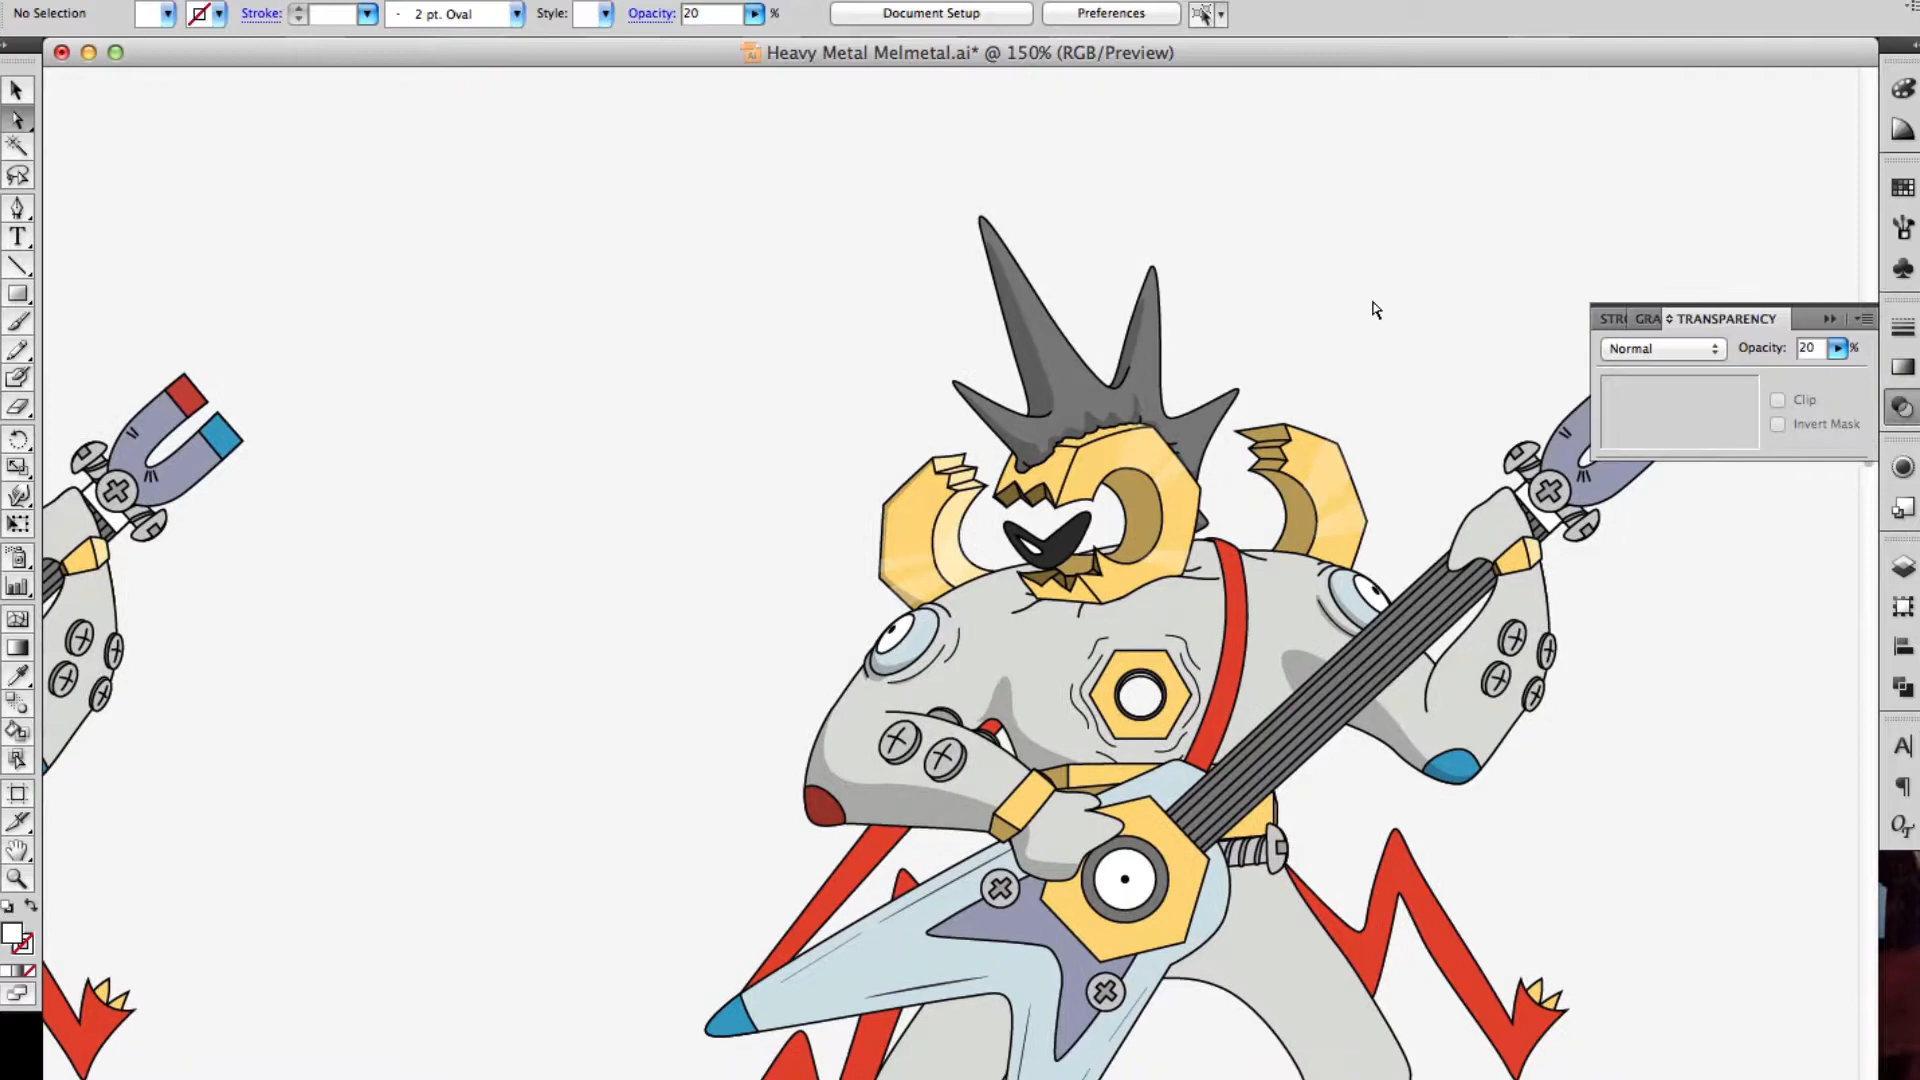 No Selection Stroke: 2 pt. Oval Style: Opacity: 20 % Document Setup Preferences
Heavy Metal Melmetal.ai* @ 150% (RGB/Preview)
STR GRA TRANSPARENCY
Normal Opacity: 20 %
Clip
Invert Mask